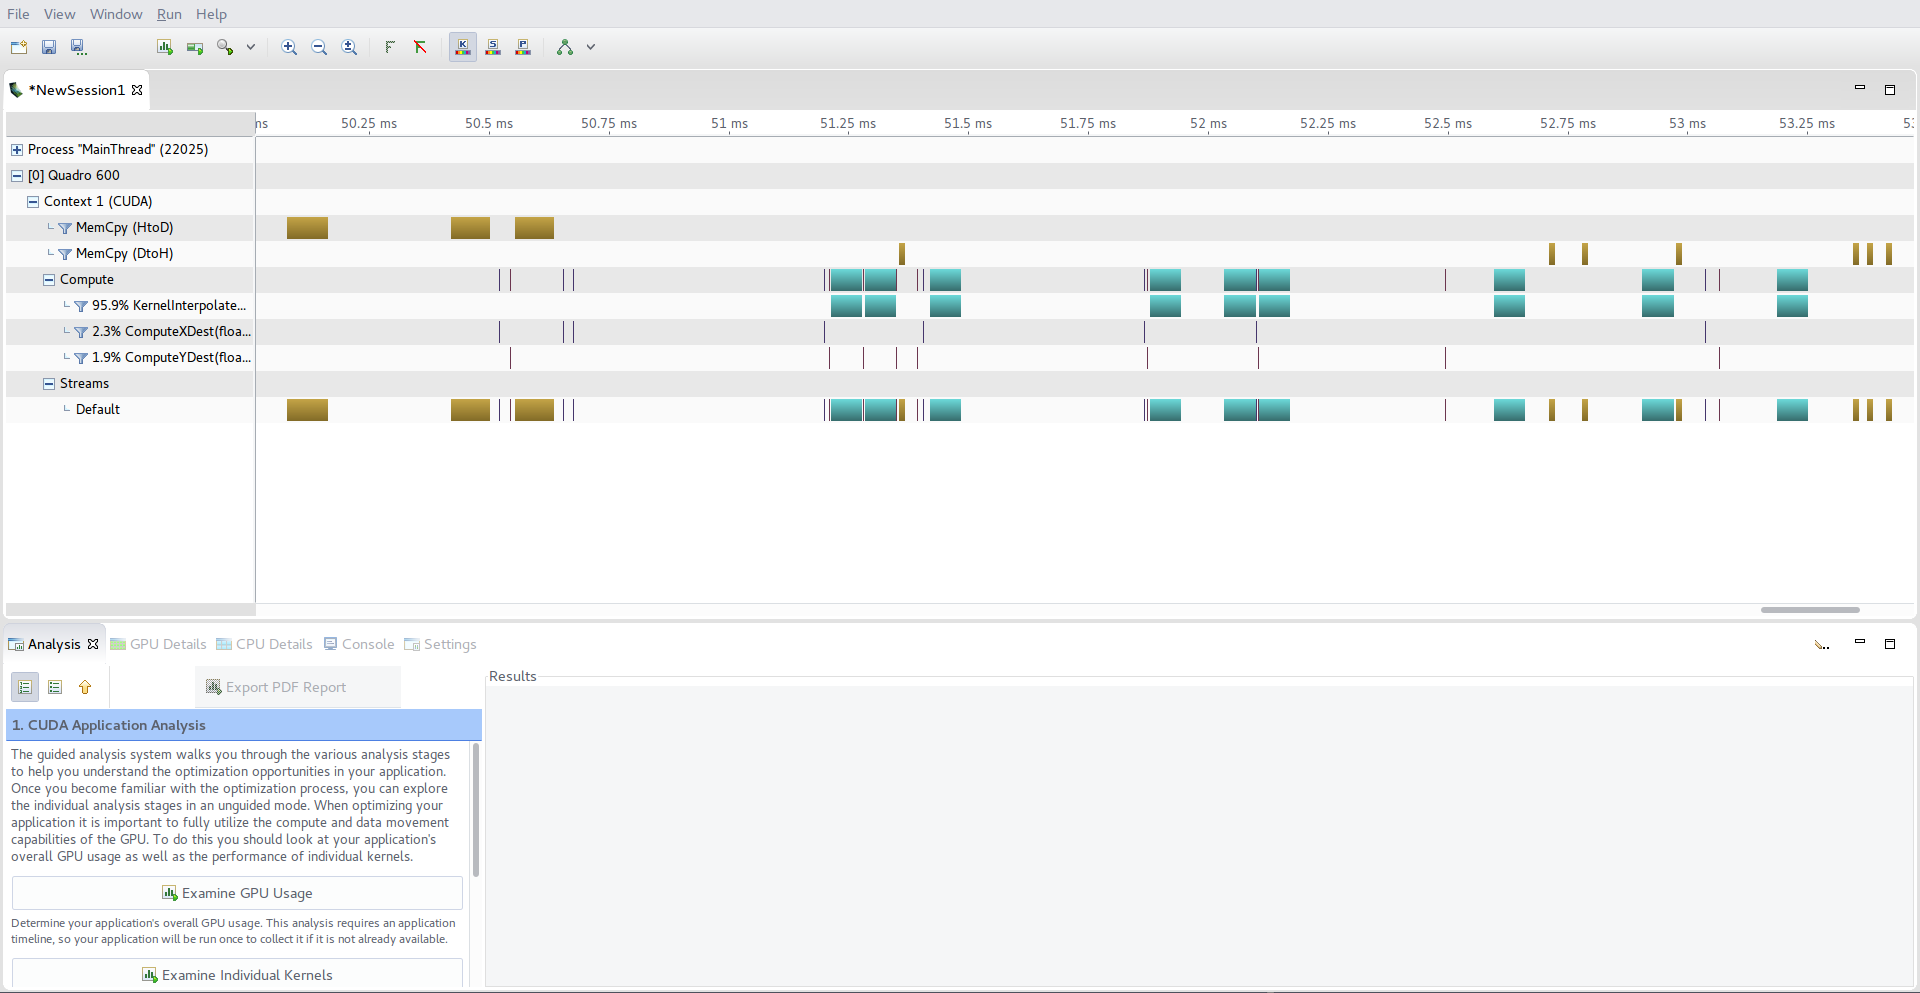 File View Window Run Help
*NewSession1
ms 50.25 ms 50.5 ms 50.75 ms 51 ms 51.25 ms 51.5 ms 51.75 ms 52 ms 52.25 ms 52.5 ms 52.75 ms 53 ms 53.25 ms 53.
Process "MainThread" (22025)
[0] Quadro 600
Context 1 (CUDA)
MemCpy (HtoD)
MemCpy (DtoH)
Compute
95.9% KernelInterpolate...
2.3% ComputeXDest(floa...
1.9% ComputeYDest(floa...
Streams
Default
Analysis GPU Details CPU Details Console Settings
Export PDF Report
Results
1. CUDA Application Analysis
The guided analysis system walks you through the various analysis stages
to help you understand the optimization opportunities in your application.
Once you become familiar with the optimization process, you can explore
the individual analysis stages in an unguided mode. When optimizing your
application it is important to fully utilize the compute and data movement
capabilities of the GPU. To do this you should look at your application's
overall GPU usage as well as the performance of individual kernels.
Examine GPU Usage
Determine your application's overall GPU usage. This analysis requires an application
timeline, so your application will be run once to collect it if it is not already available.
Examine Individual Kernels